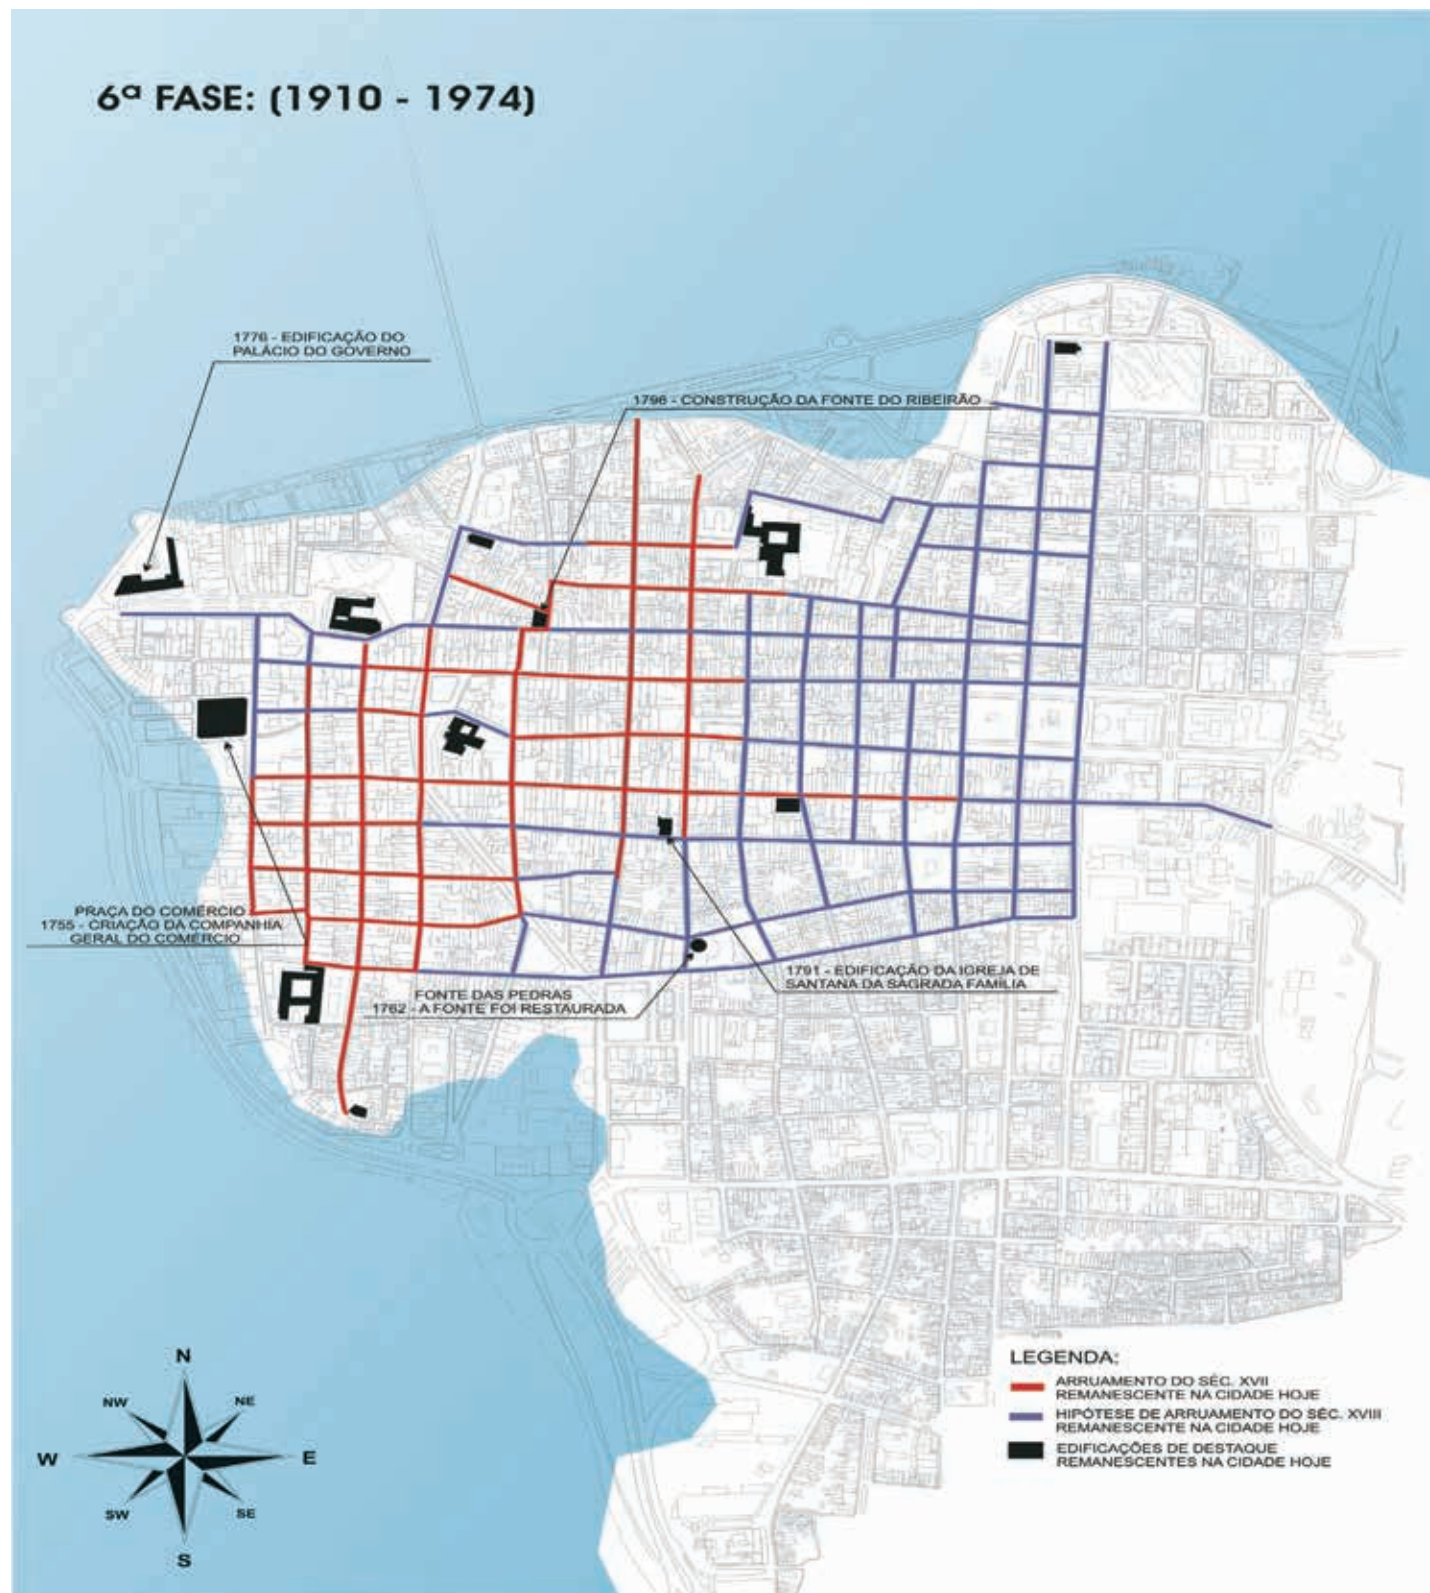 6ª FASE: (1910 - 1974)
1776 - EDIFICAÇÃO DO
PALÁCIO DO GOVERNO
1796 - CONSTRUÇÃO DA FONTE DO RIBEIRÃO
PRAÇA DO COMÉRCIO
1755 - CRIAÇÃO DA COMPANHIA
GERAL DO COMÉRCIO
FONTE DAS PEDRAS
1762 - A FONTE FOI RESTAURADA
1791 - EDIFICAÇÃO DA IGREJA DE
SANTANA DA SAGRADA FAMÍLIA
LEGENDA:
ARRUAMENTO DO SÉC. XVII
REMANESCENTE NA CIDADE HOJE
HIPÓTESE DE ARRUAMENTO DO SÉC. XVIII
REMANESCENTE NA CIDADE HOJE
EDIFICAÇÕES DE DESTAQUE
REMANESCENTES NA CIDADE HOJE
N
NW
NE
W
E
SW
SE
S